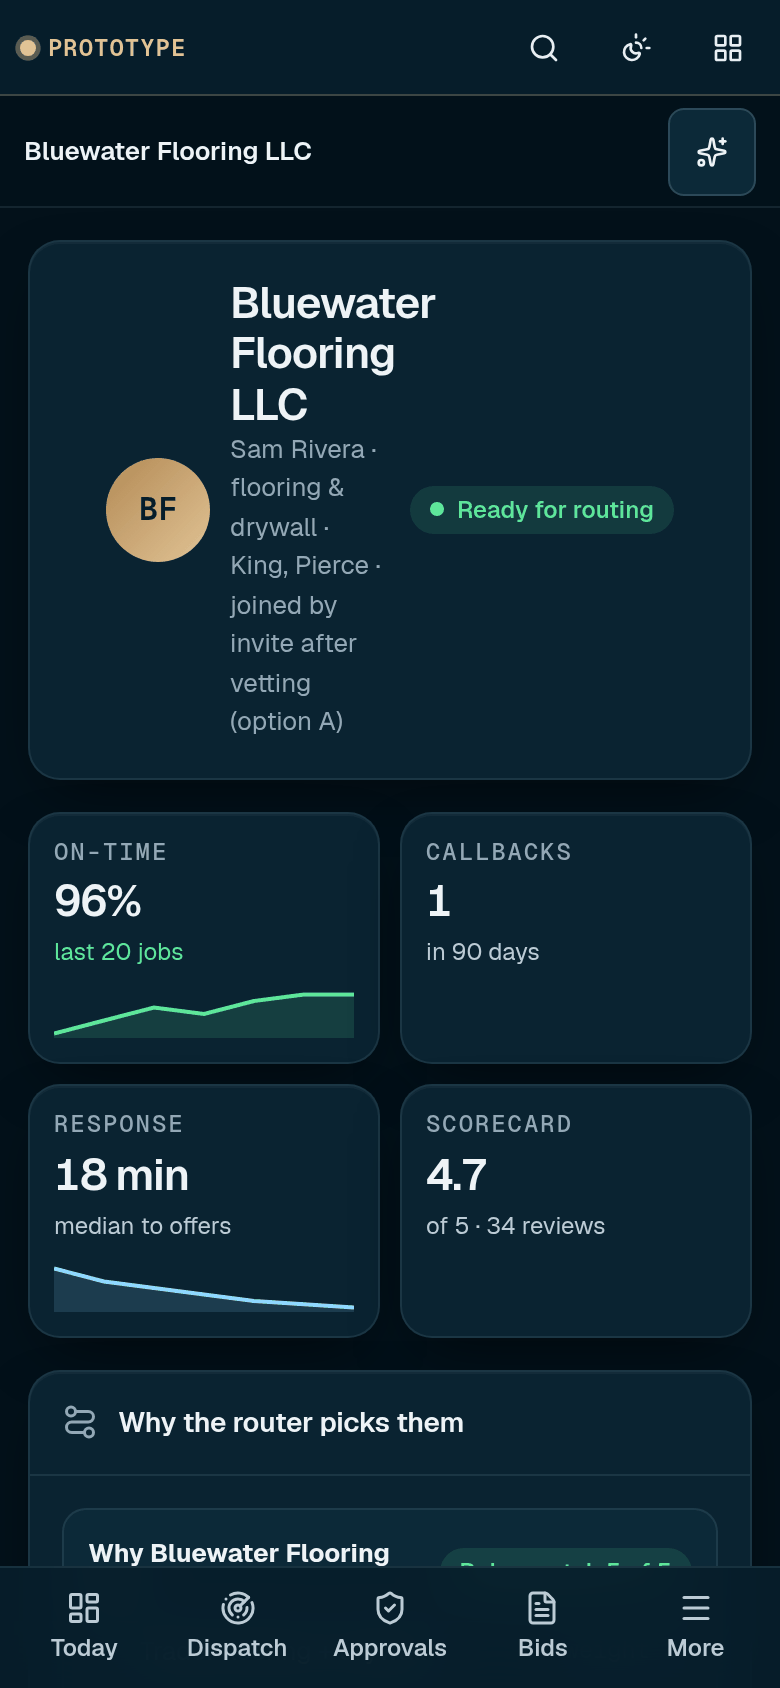 PROTOTYPE
Bluewater Flooring LLC
Bluewater
Flooring
LLC
Sam Rivera ·
flooring &
drywall ·
King, Pierce ·
joined by
invite after
vetting
(option A)
BF
Ready for routing
ON-TIME
96%
last 20 jobs
CALLBACKS
1
in 90 days
RESPONSE
18 min
median to offers
SCORECARD
4.7
of 5 · 34 reviews
Why the router picks them
Why Bluewater Flooring
Today
Dispatch
Approvals
Bids
More